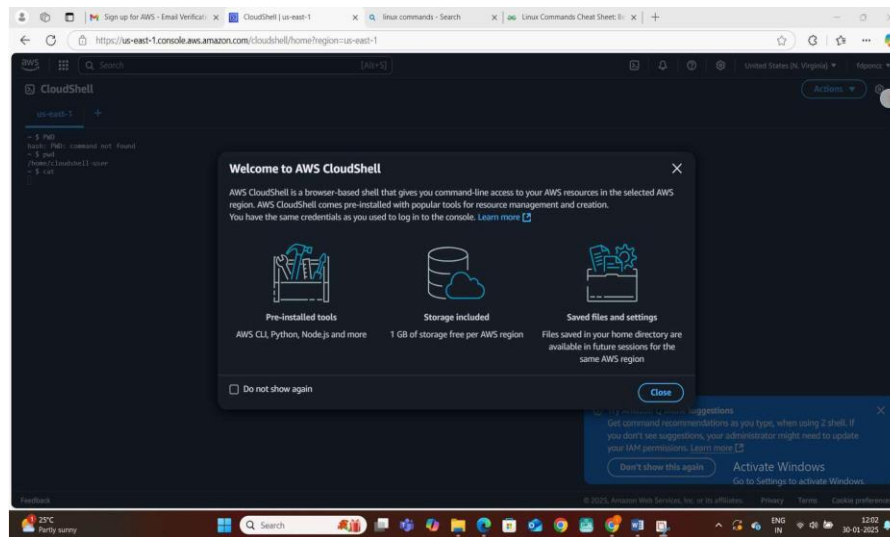 Sign up for AWS - Email Verificati
CloudShell | us-east-1
linux commands - Search
Linux Commands Cheat Sheet: Be
https://us-east-1.console.aws.amazon.com/cloudshell/home?region=us-east-1
aws
Search
[Alt+S]
United States (N. Virginia)
CloudShell
Actions
us-east-1
~ $ PWD
bash: PWD: command not found
~ $ pwd
/home/cloudshell-user
~ $ cat
Welcome to AWS CloudShell
AWS CloudShell is a browser-based shell that gives you command-line access to your AWS resources in the selected AWS
region. AWS CloudShell comes pre-installed with popular tools for resource management and creation.
You have the same credentials as you used to log in to the console. Learn more
Pre-installed tools
AWS CLI, Python, Node.js and more
Storage included
1 GB of storage free per AWS region
Saved files and settings
Files saved in your home directory are
available in future sessions for the
same AWS region
Do not show again
Close
suggestions
Get command recommendations as you type, when using Z shell. If
you don't see suggestions, your administrator might need to update
your IAM permissions. Learn more
Don't show this again
Activate Windows
Go to Settings to activate Windows.
Feedback
© 2025, Amazon Web Services, Inc. or its affiliates.
Privacy
Terms
Cookie preference
25°C
Partly sunny
Search
ENG
IN
12:02
30-01-2025